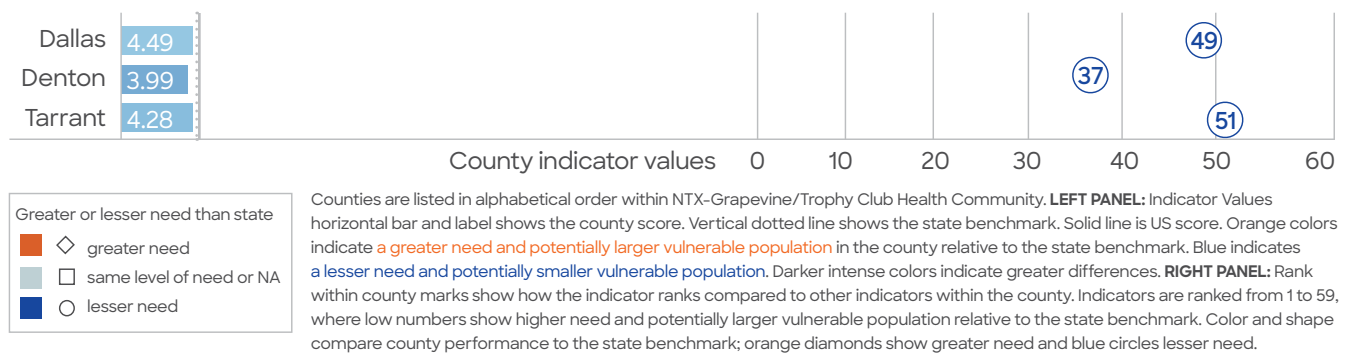 Dallas 4.49 49
Denton 3.99 37
Tarrant 4.28 51
County indicator values 0 10 20 30 40 50 60
Greater or lesser need than state
greater need
same level of need or NA
lesser need
Counties are listed in alphabetical order within NTX-Grapevine/Trophy Club Health Community. LEFT PANEL: Indicator Values
horizontal bar and label shows the county score. Vertical dotted line shows the state benchmark. Solid line is US score. Orange colors
indicate a greater need and potentially larger vulnerable population in the county relative to the state benchmark. Blue indicates
a lesser need and potentially smaller vulnerable population. Darker intense colors indicate greater differences. RIGHT PANEL: Rank
within county marks show how the indicator ranks compared to other indicators within the county. Indicators are ranked from 1 to 59,
where low numbers show higher need and potentially larger vulnerable population relative to the state benchmark. Color and shape
compare county performance to the state benchmark; orange diamonds show greater need and blue circles lesser need.